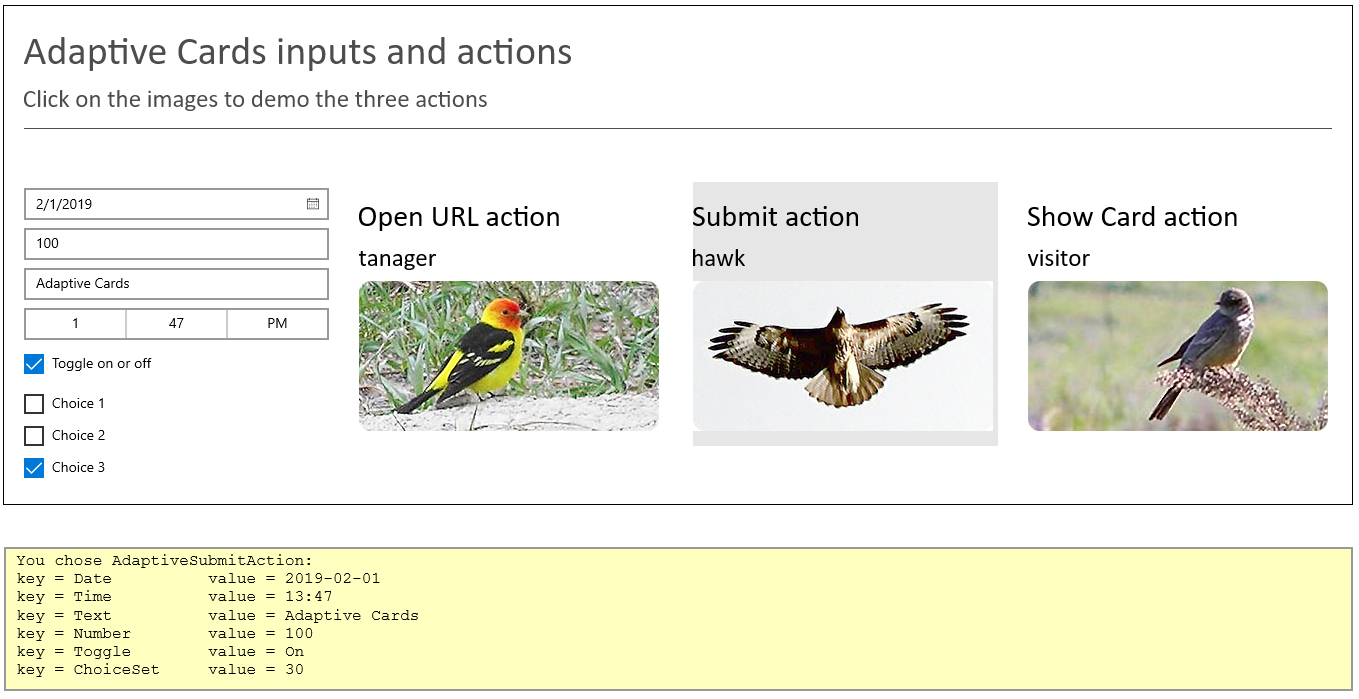 Adaptive Cards inputs and actions
Click on the images to demo the three actions
2/1/2019
100
Adaptive Cards
1 47 PM
Toggle on or off
Choice 1
Choice 2
Choice 3
Open URL action
tanager
Submit action
hawk
Show Card action
visitor
You chose AdaptiveSubmitAction:
key = Date value = 2019-02-01
key = Time value = 13:47
key = Text value = Adaptive Cards
key = Number value = 100
key = Toggle value = On
key = ChoiceSet value = 30